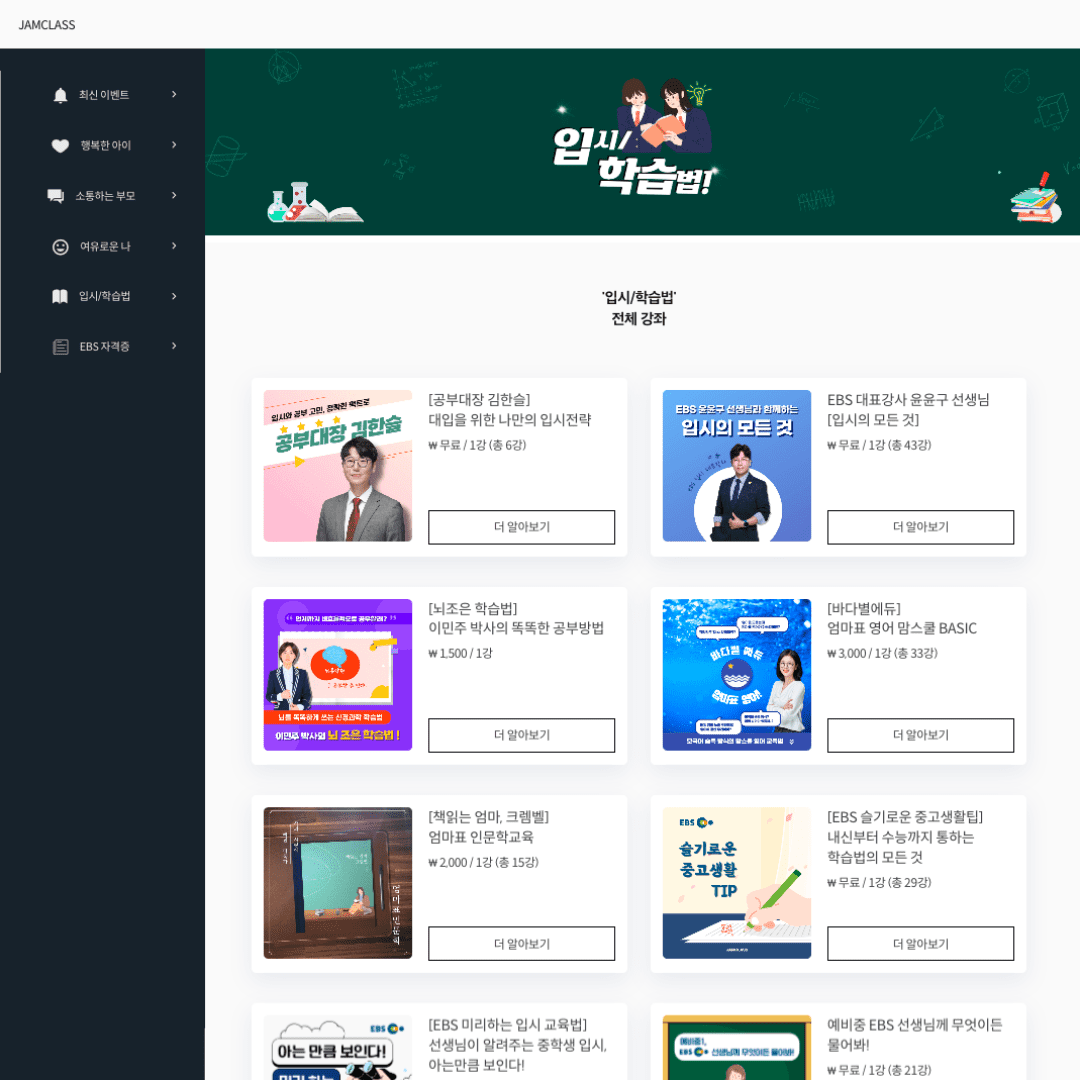 JAMCLASS
최신 이벤트
행복한 아이
소통하는 부모
여유로운 나
입시/학습법
EBS 자격증
입시/
학습법!
'입시/학습법'
전체 강좌
입시와 공부 고민, 정확한 팩트로
공부대장 김한슬
[공부대장 김한슬]
대입을 위한 나만의 입시전략
₩ 무료 / 1강 (총 6강)
더 알아보기
EBS 윤윤구 선생님과 함께하는
입시의 모든 것
EBS 대표강사 윤윤구 선생님
[입시의 모든 것]
₩ 무료 / 1강 (총 43강)
더 알아보기
뇌를 똑똑하게 쓰는 신경과학 학습법
이민주 박사의 뇌 조은 학습법 !
[뇌조은 학습법]
이민주 박사의 똑똑한 공부방법
₩ 1,500 / 1강
더 알아보기
바다별 에듀
엄마표 영어!
[바다별에듀]
엄마표 영어 맘스쿨 BASIC
₩ 3,000 / 1강 (총 33강)
더 알아보기
엄마표 인문학
[책읽는 엄마, 크렘벨]
엄마표 인문학교육
₩ 2,000 / 1강 (총 15강)
더 알아보기
EBS
슬기로운
중고생활
TIP
[EBS 슬기로운 중고생활팁]
내신부터 수능까지 통하는
학습법의 모든 것
₩ 무료 / 1강 (총 29강)
더 알아보기
EBS
아는 만큼 보인다!
미리 하는
[EBS 미리하는 입시 교육법]
선생님이 알려주는 중학생 입시,
아는만큼 보인다!
예비중1,
EBS 선생님께 무엇이든 물어봐!
예비중 EBS 선생님께 무엇이든
물어봐!
₩ 무료 / 1강 (총 21강)